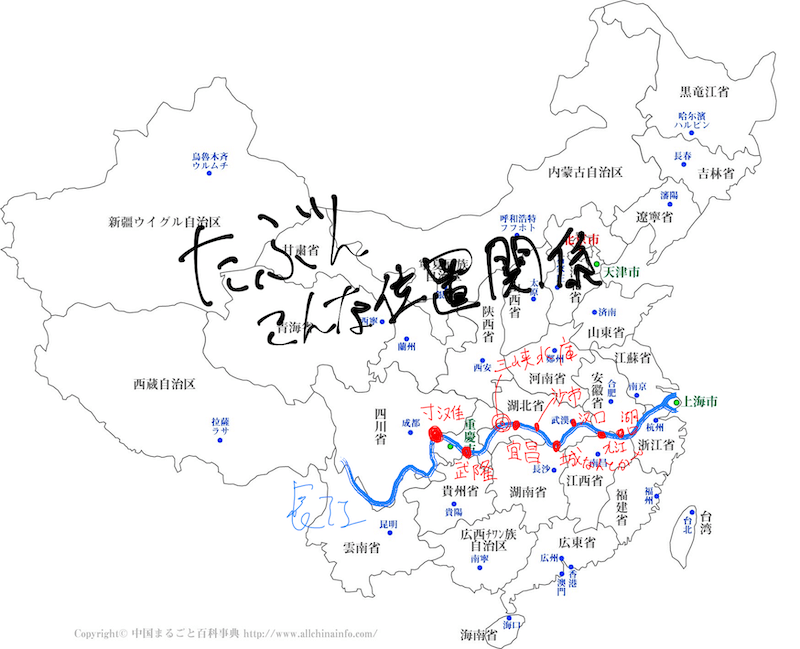 黒竜江省
哈尔濱
ハルビン
長春
吉林省
瀋陽
遼寧省
内蒙古自治区
烏魯木斉
ウルムチ
新疆ウイグル自治区
呼和浩特
フフホト
たぶん
こんな位置関係
甘粛省
北京市
天津市
太原
青海省
西寧
蘭州
陝西省
西省
省
済南
山東省
江蘇省
西安
鄭州
河南省
三峡水庫
安徽省
合肥
南京
上海市
西蔵自治区
拉薩
ラサ
四川省
成都
寸滩
重慶市
湖北省
沙市
武漢
汉口
湖
杭州
浙江省
武隆
宜昌
九江
長沙
南昌
江西省
長江
貴州省
貴陽
湖南省
福建省
福州
台北
台湾
昆明
雲南省
広西チワン族
自治区
南寧
広東省
広州
香港
澳門
海口
海南省
Copyright© 中国まるごと百科事典 http://www.allchinainfo.com/